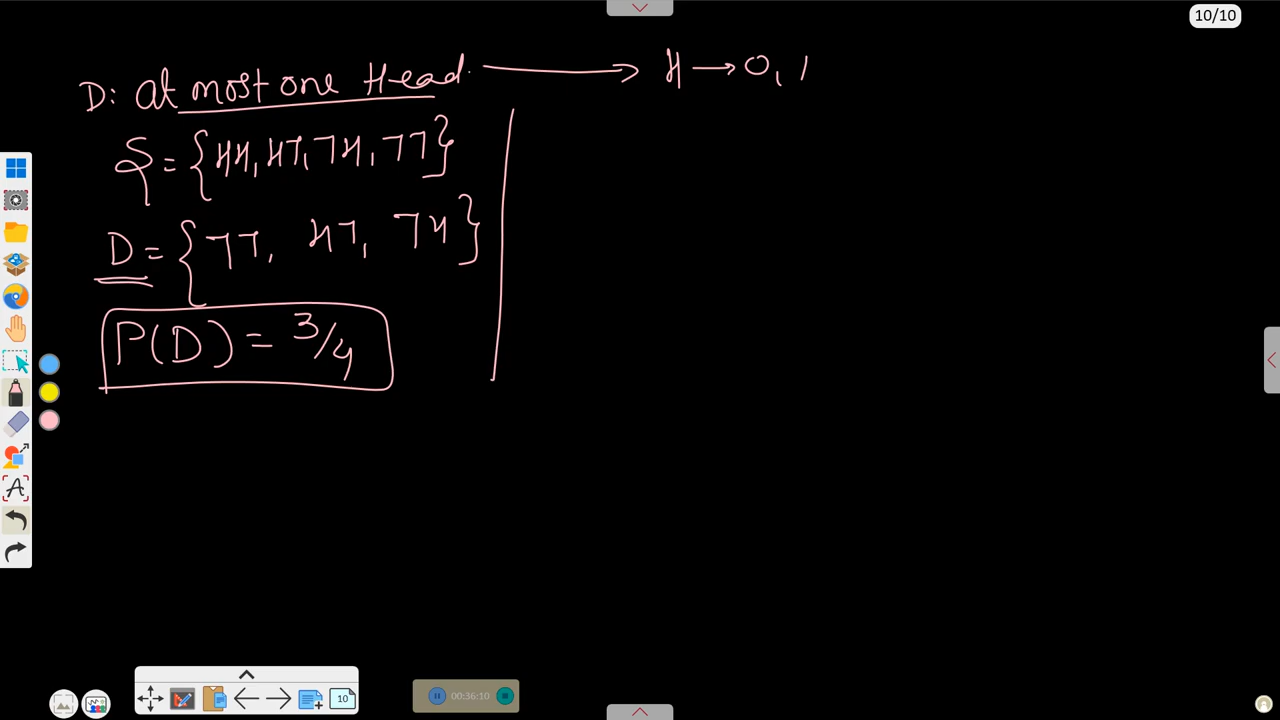 10/10
D: at most one Head. ⟶ H → 0, 1
S = {HH, HT, TH, TT}
D = {TT, HT, TH}
P(D) = 3/4
10
00:36:10